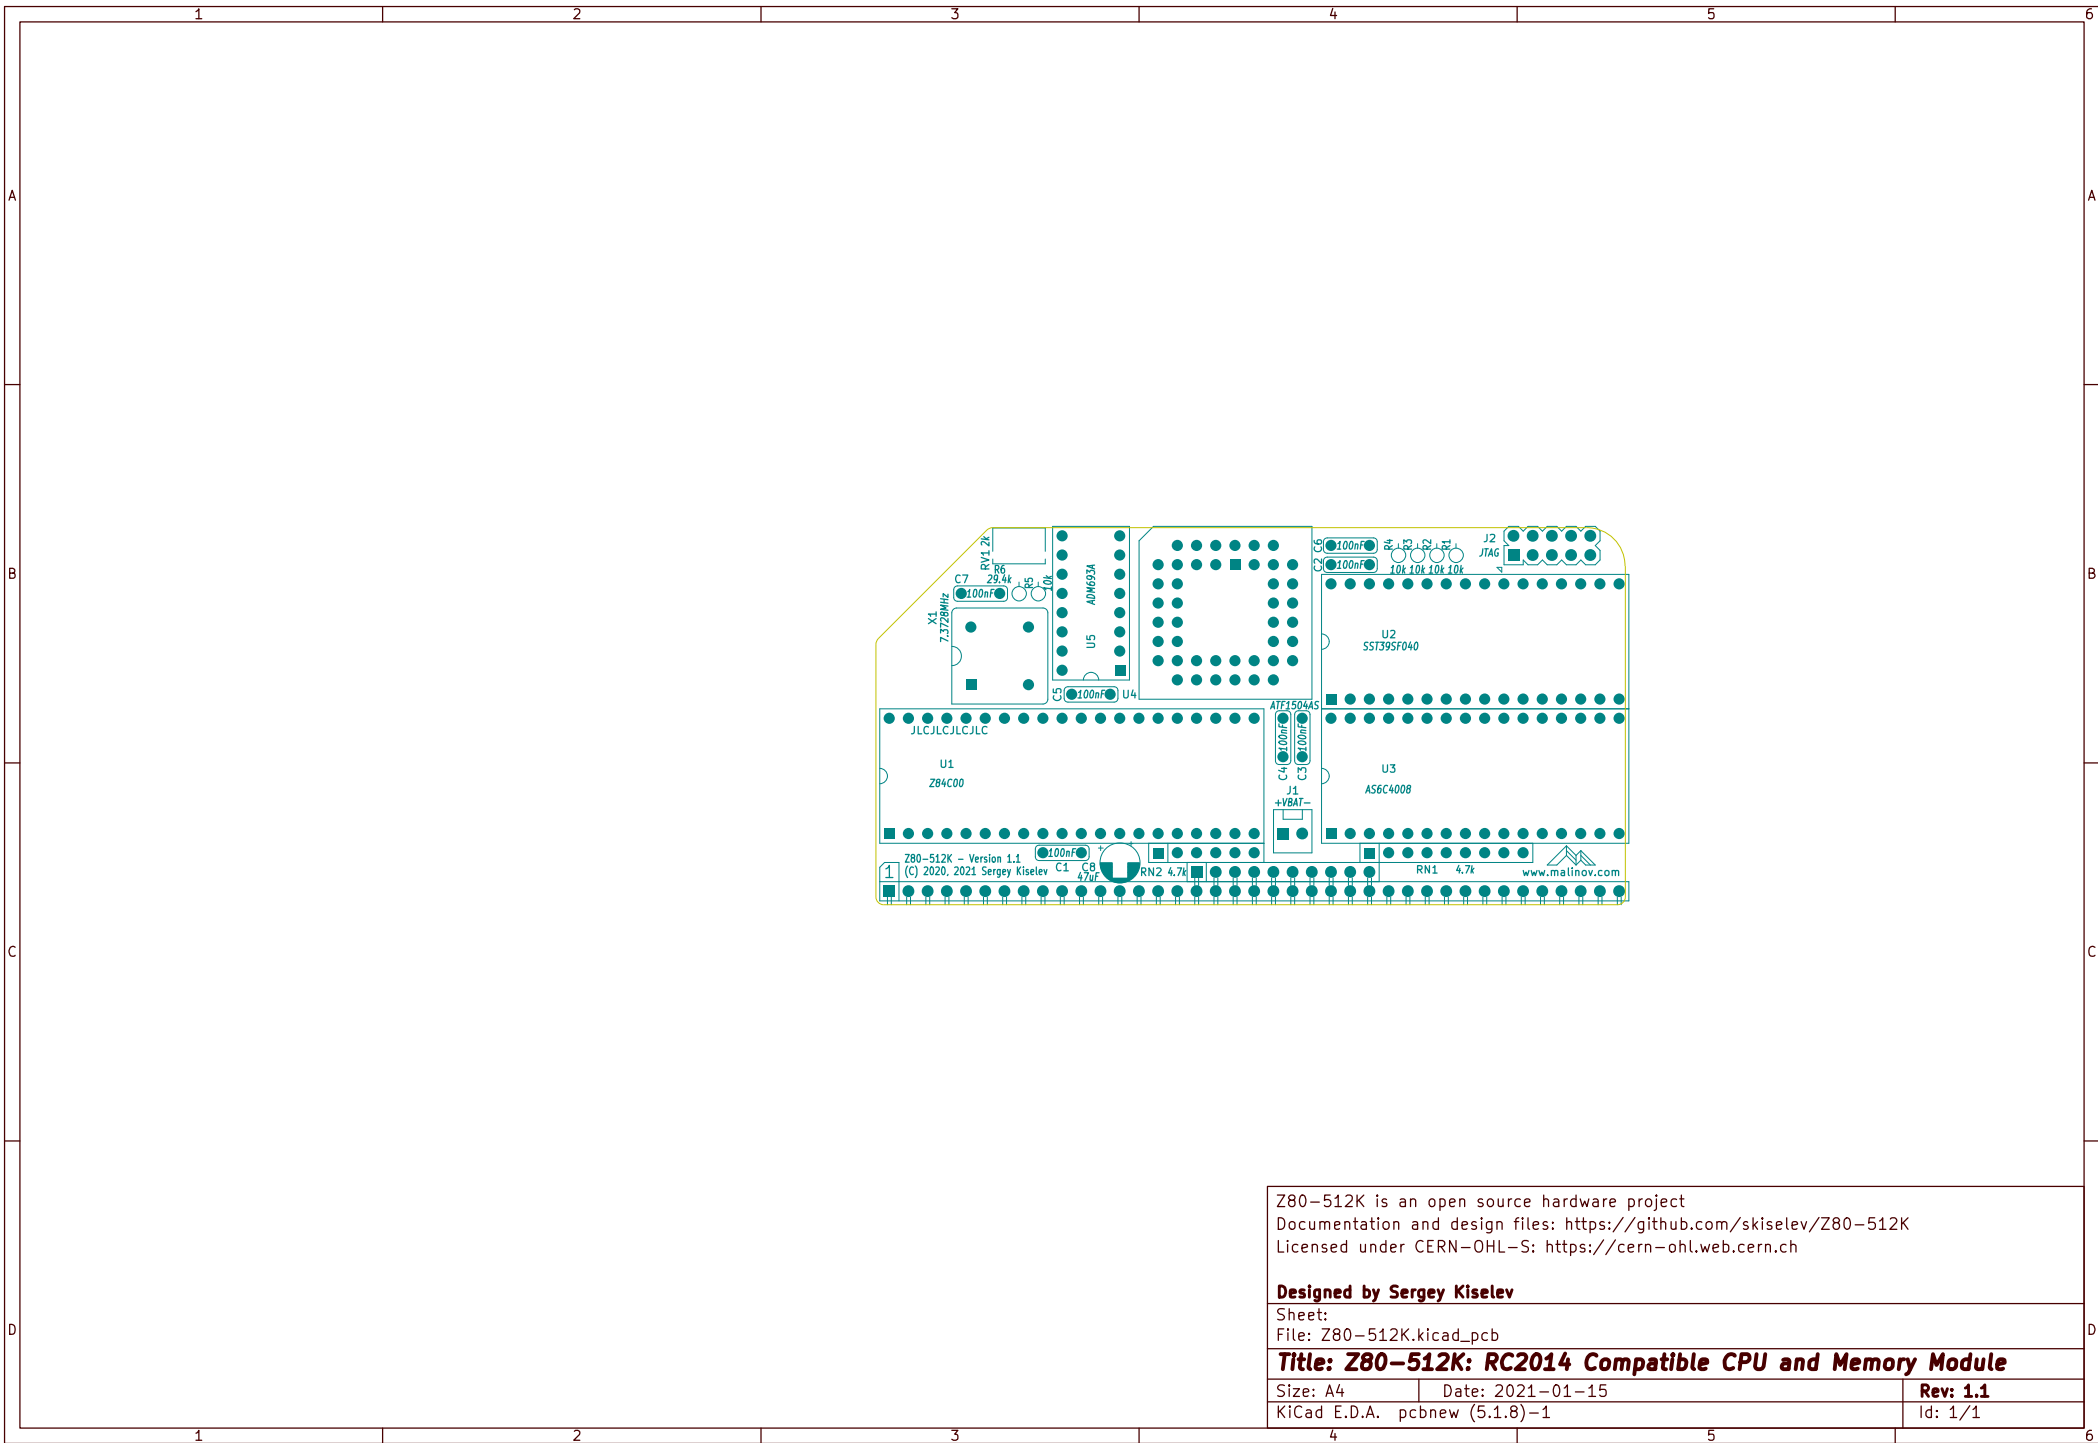 1 2 3 4 5 6
A A
B B
C C
D D
RV1 2k
R6
29.4k
R5
10k
C7
100nF
X1
7.3728MHz
ADM693A
U5
C5
100nF
U4
C6
100nF
C2
100nF
R4 R3 R2 R1
10k 10k 10k 10k
J2
JTAG
U2
SST39SF040
ATF1504AS
JLCJLCJLCJLC
U1
Z84C00
100nF 100nF
C4 C3
U3
AS6C4008
J1
+VBAT-
Z80-512K - Version 1.1
(C) 2020, 2021 Sergey Kiselev
1
100nF
C1
C8
47uF
+
RN2 4.7k
RN1 4.7k
www.malinov.com
Z80-512K is an open source hardware project
Documentation and design files: https://github.com/skiselev/Z80-512K
Licensed under CERN-OHL-S: https://cern-ohl.web.cern.ch
Designed by Sergey Kiselev
Sheet:
File: Z80-512K.kicad_pcb
Title: Z80-512K: RC2014 Compatible CPU and Memory Module
Size: A4 Date: 2021-01-15 Rev: 1.1
KiCad E.D.A. pcbnew (5.1.8)-1 Id: 1/1
1 2 3 4 5 6